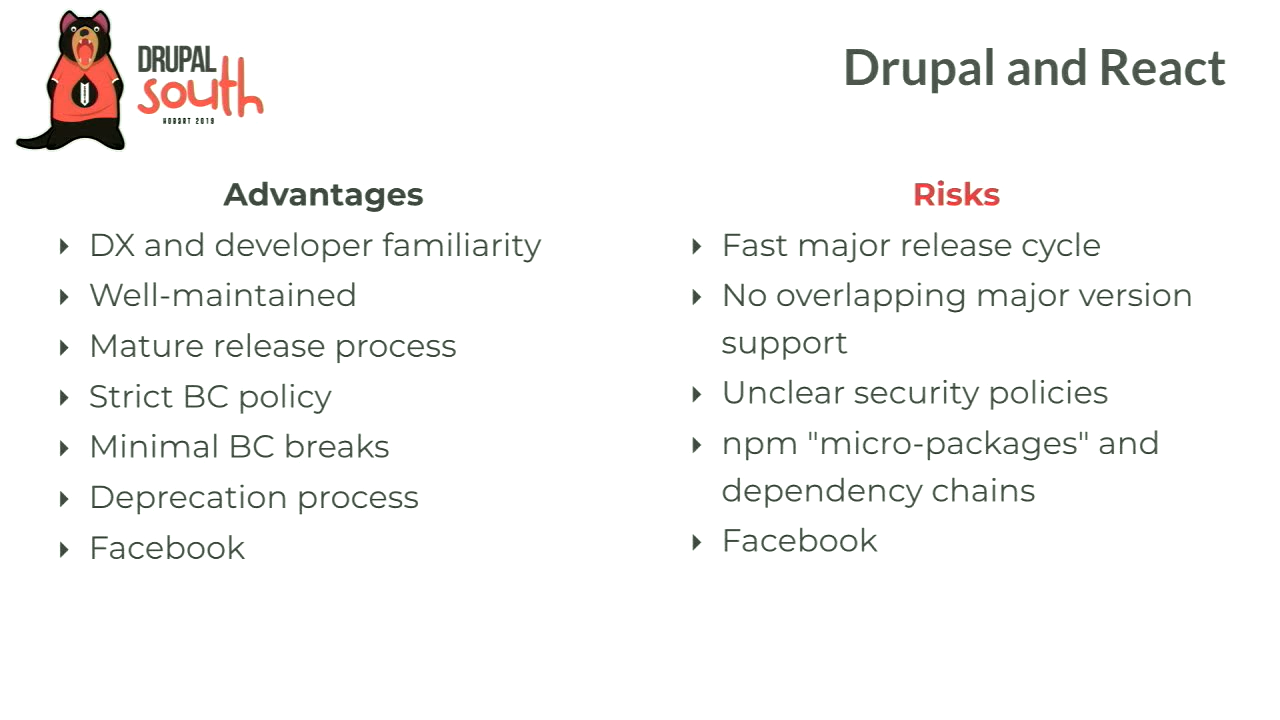 DRUPAL
south
HOBART 2019
Drupal and React
Advantages
DX and developer familiarity
Well-maintained
Mature release process
Strict BC policy
Minimal BC breaks
Deprecation process
Facebook
Risks
Fast major release cycle
No overlapping major version
support
Unclear security policies
npm "micro-packages" and
dependency chains
Facebook